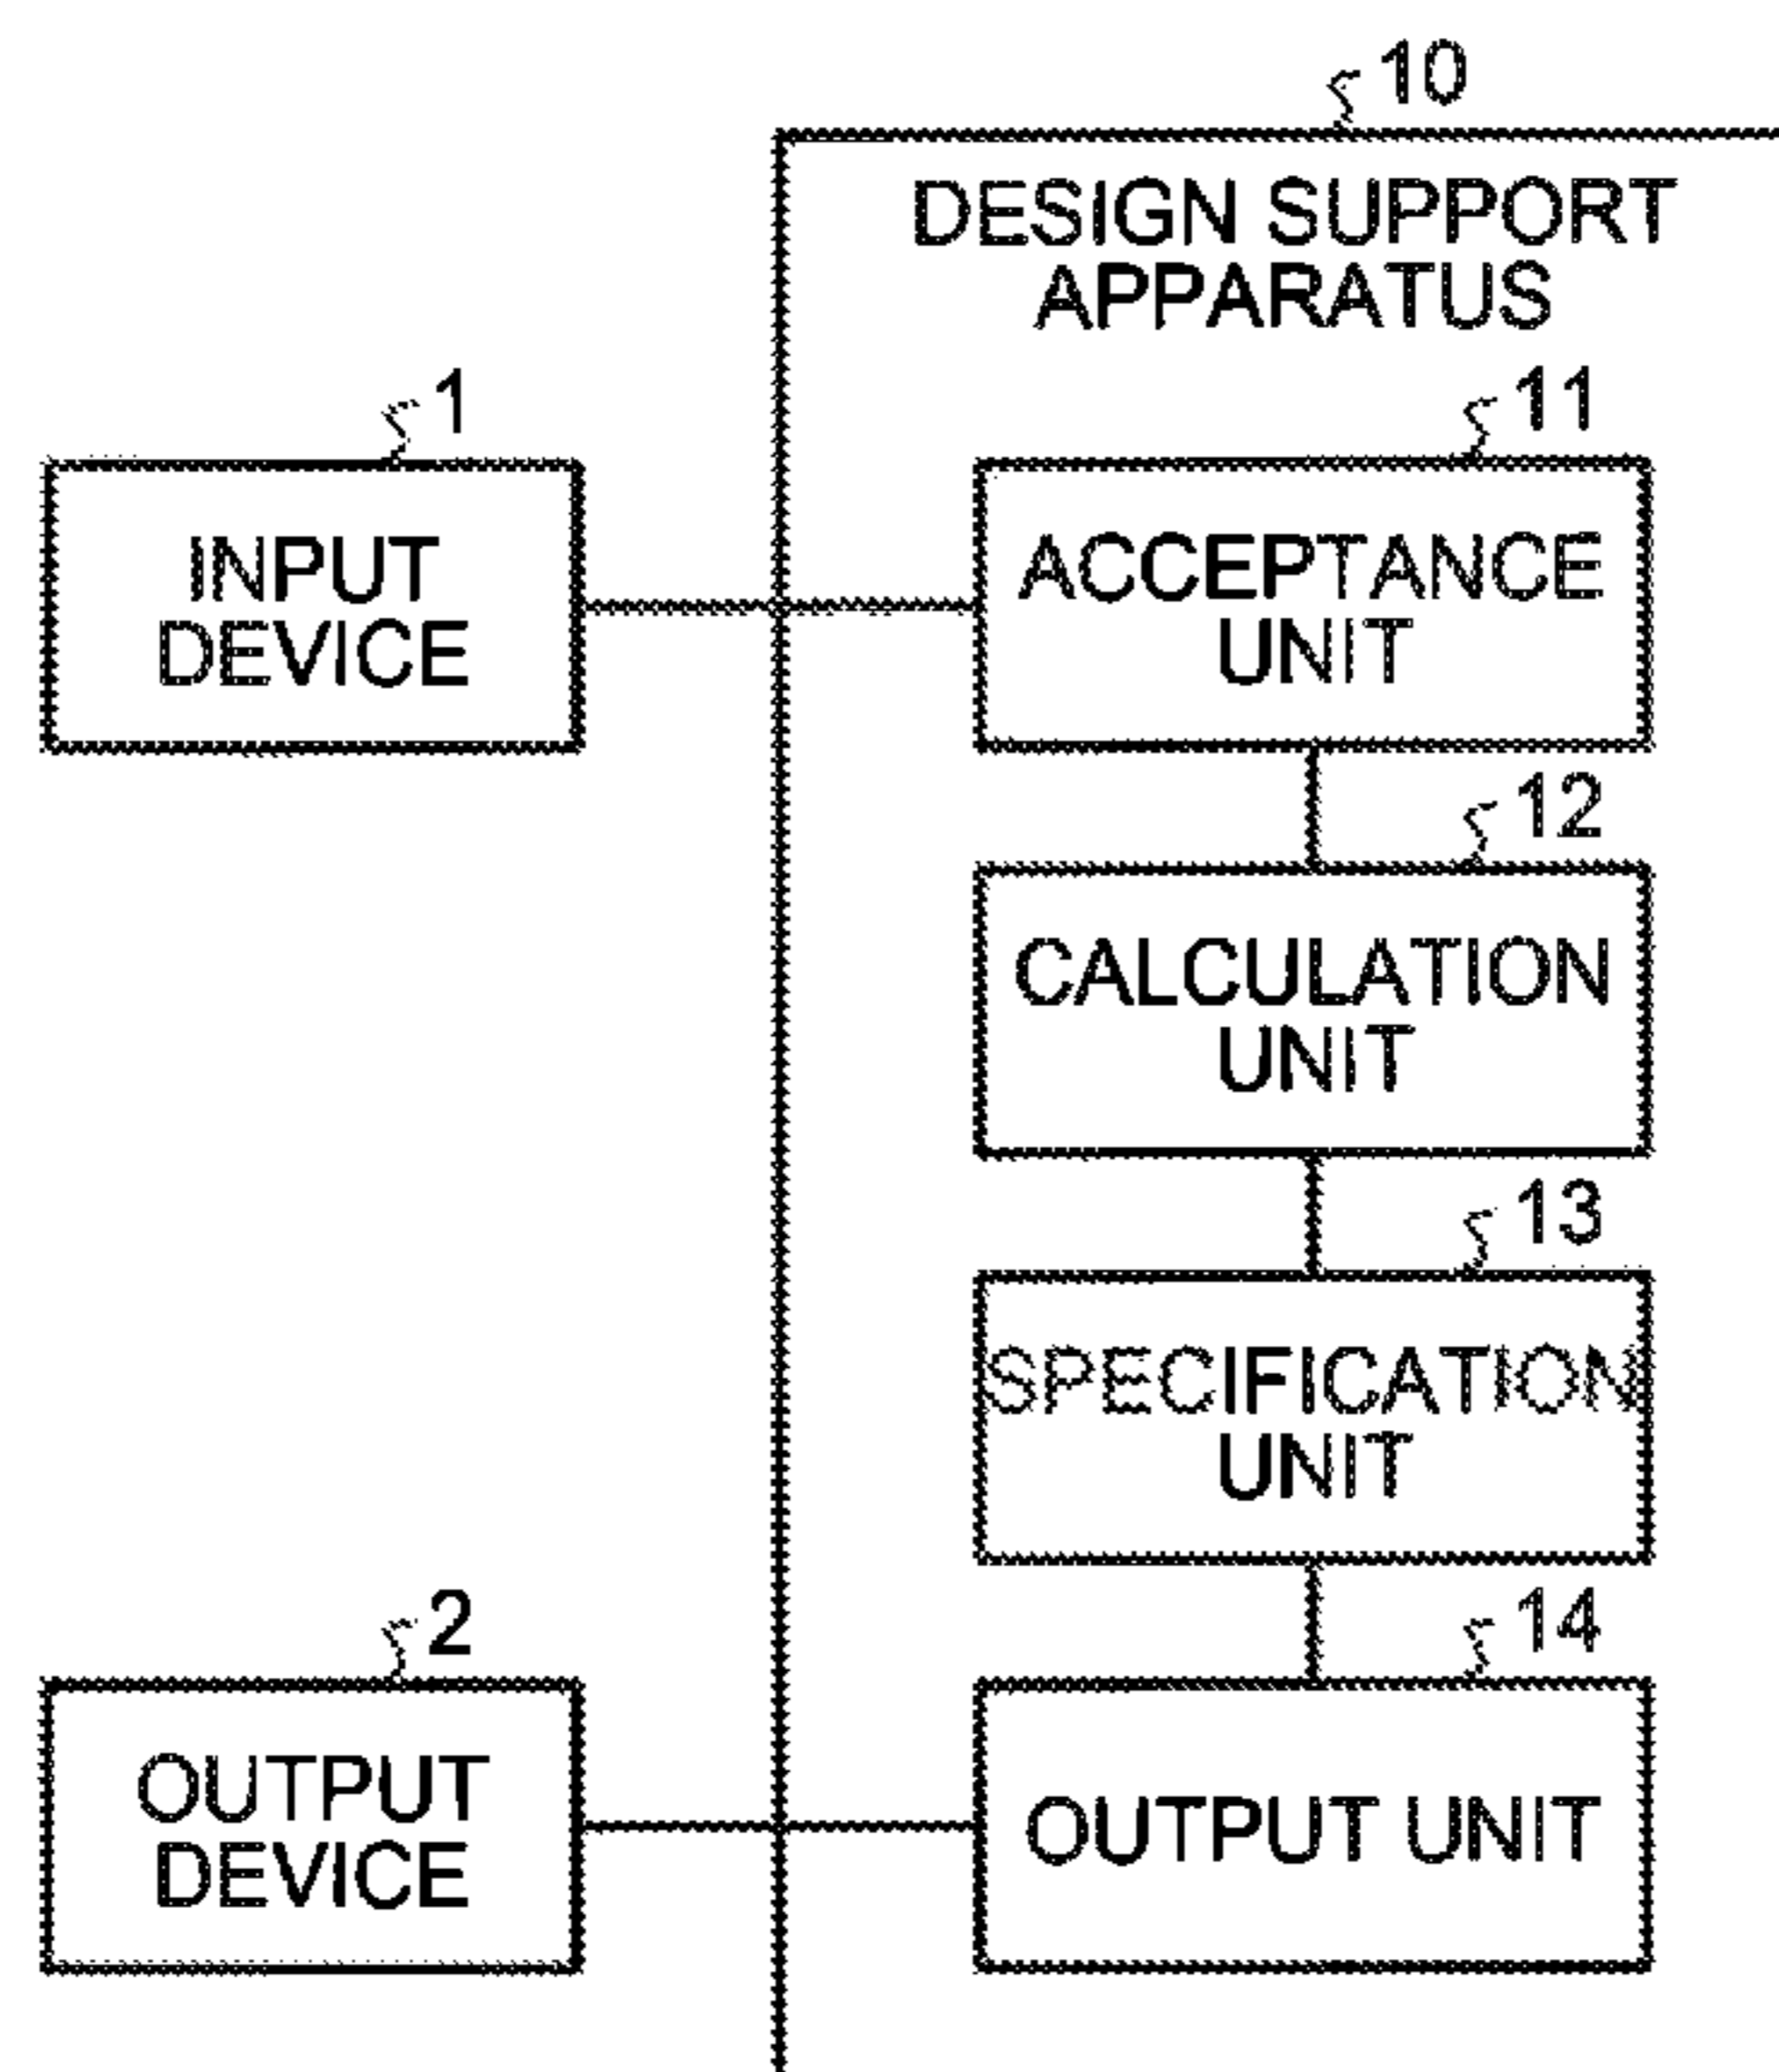 10
DESIGN SUPPORT
APPARATUS
1
INPUT
DEVICE
11
ACCEPTANCE
UNIT
12
CALCULATION
UNIT
13
SPECIFICATION
UNIT
2
OUTPUT
DEVICE
14
OUTPUT UNIT